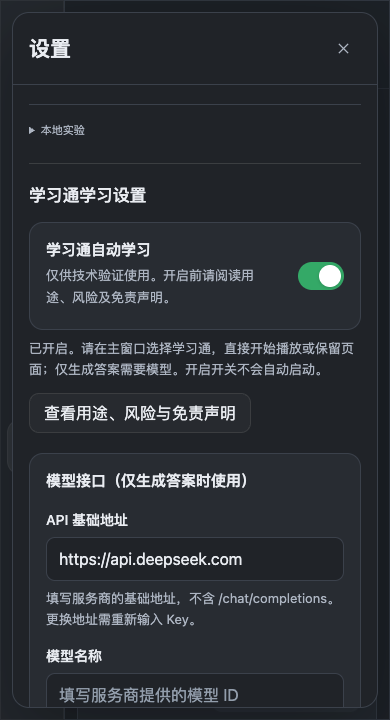 设置
本地实验
学习通学习设置
学习通自动学习
仅供技术验证使用。开启前请阅读用
途、风险及免责声明。
已开启。请在主窗口选择学习通，直接开始播放或保留页
面；仅生成答案需要模型。开启开关不会自动启动。
查看用途、风险与免责声明
模型接口（仅生成答案时使用）
API 基础地址
https://api.deepseek.com
填写服务商的基础地址，不含 /chat/completions。
更换地址需重新输入 Key。
模型名称
填写服务商提供的模型 ID